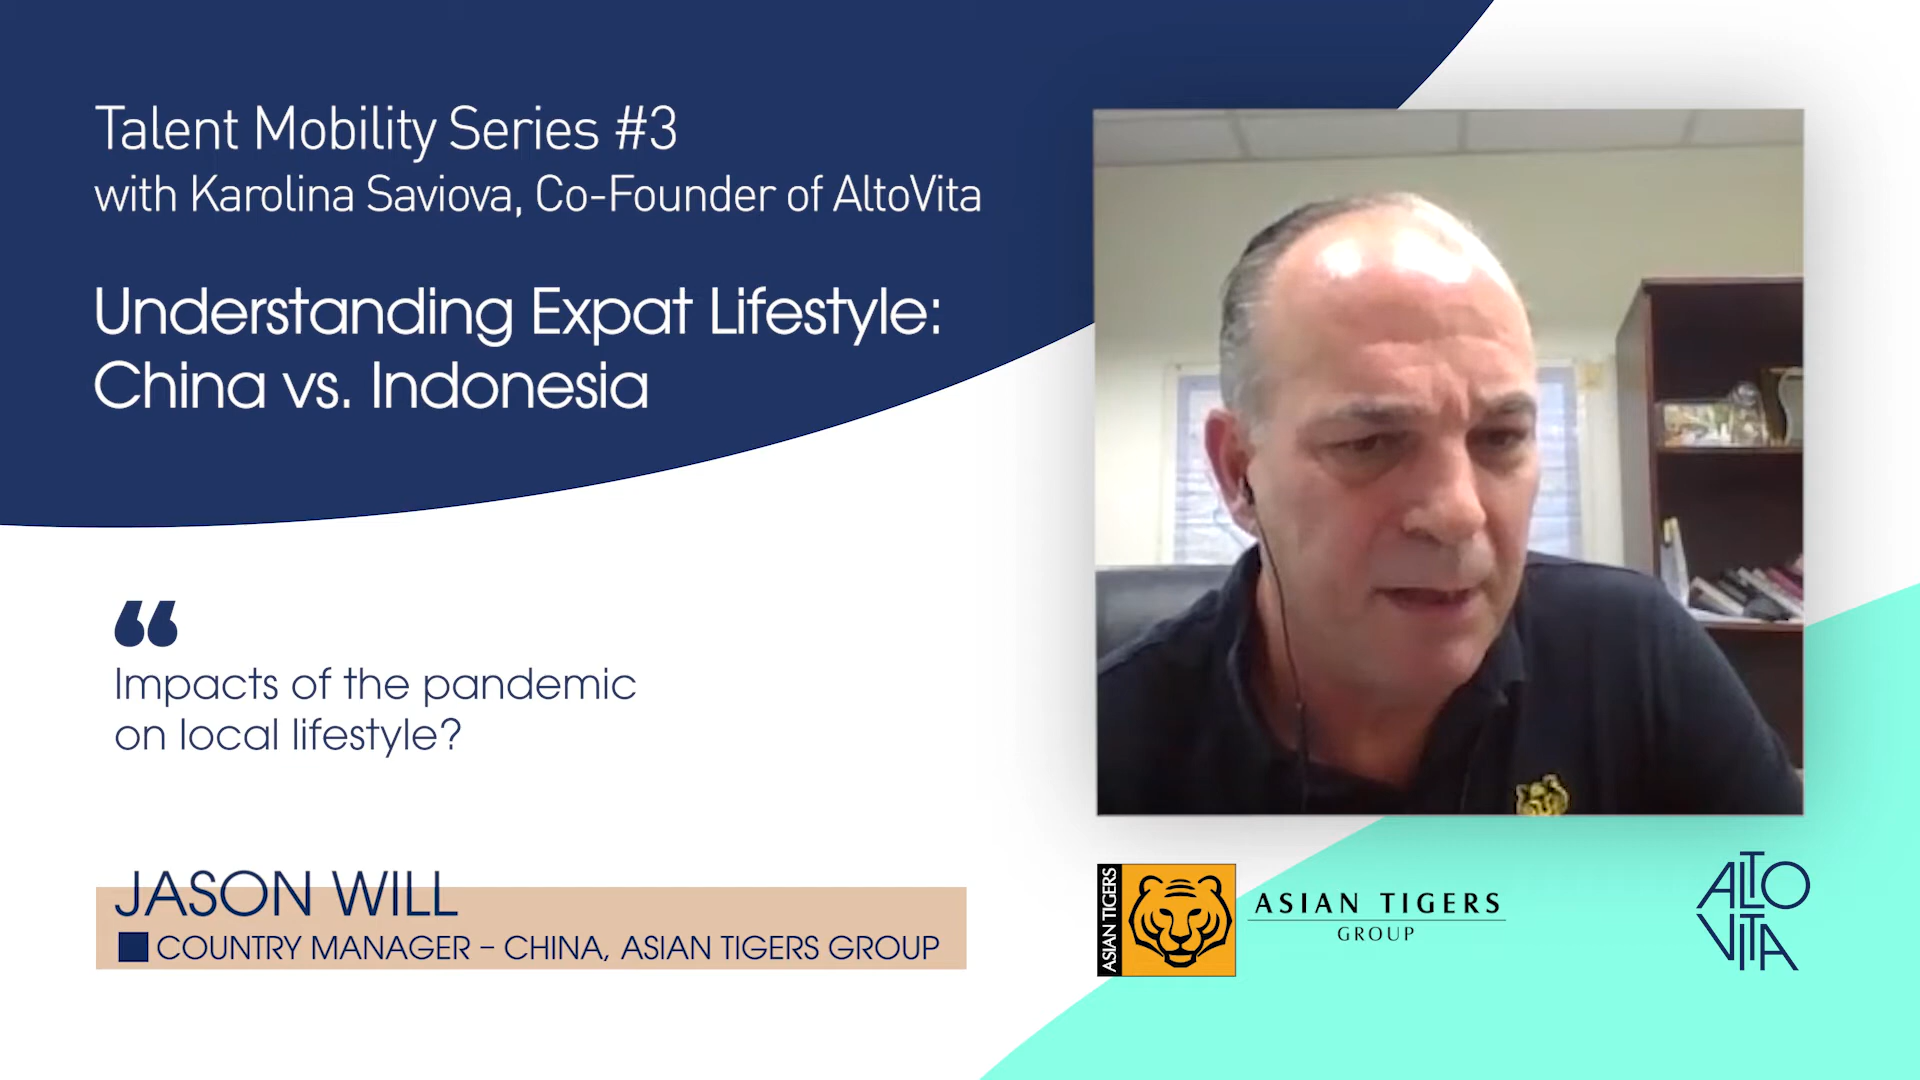 Talent Mobility Series #3
with Karolina Saviova, Co-Founder of AltoVita
Understanding Expat Lifestyle:
China vs. Indonesia
“
Impacts of the pandemic
on local lifestyle?
JASON WILL
COUNTRY MANAGER – CHINA, ASIAN TIGERS GROUP
ASIAN TIGERS
ASIAN TIGERS
GROUP
ALTO
VITA